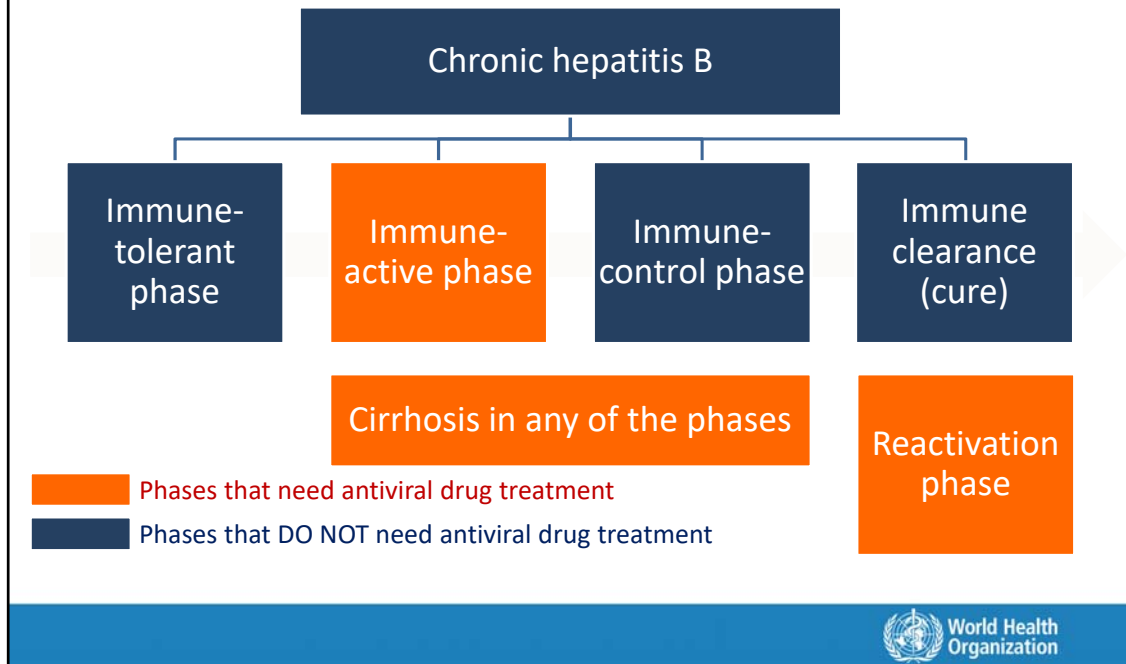 Chronic hepatitis B
Immune-
tolerant
phase
Immune-
active phase
Immune-
control phase
Immune
clearance
(cure)
Cirrhosis in any of the phases
Reactivation
phase
Phases that need antiviral drug treatment
Phases that DO NOT need antiviral drug treatment
World Health
Organization